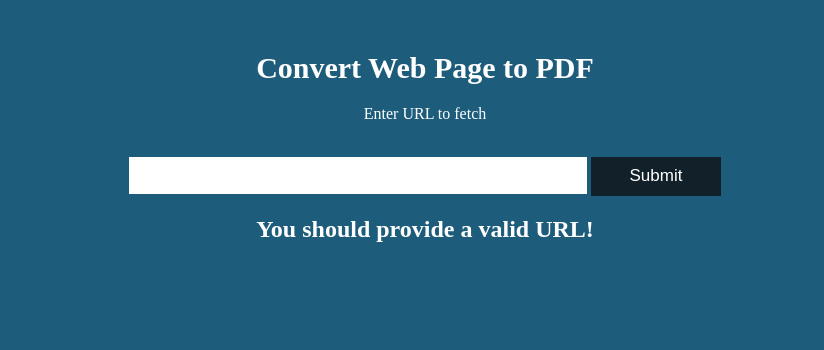 Convert Web Page to PDF
Enter URL to fetch
Submit
You should provide a valid URL!